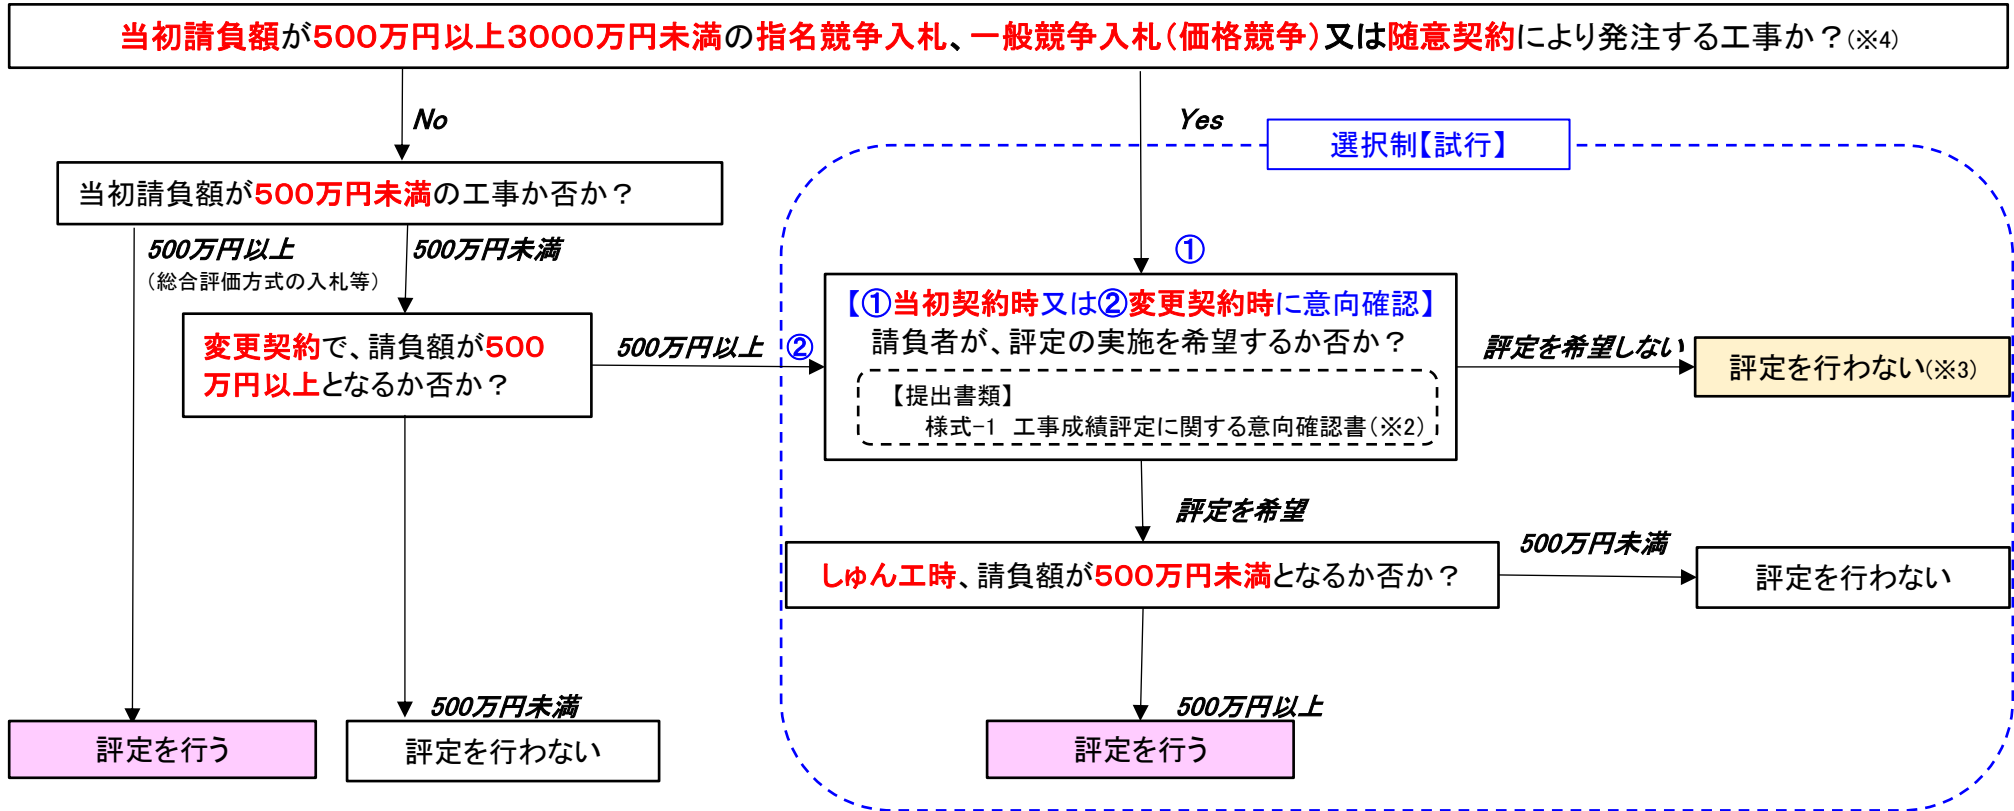 当初請負額が500万円以上3000万円未満の指名競争入札、一般競争入札(価格競争)又は随意契約により発注する工事か？(※4)
No
Yes
選択制【試行】
当初請負額が500万円未満の工事か否か？
500万円以上
(総合評価方式の入札等)
500万円未満
①
【①当初契約時又は②変更契約時に意向確認】
請負者が、評定の実施を希望するか否か？
【提出書類】
様式-1　工事成績評定に関する意向確認書(※2)
変更契約で、請負額が500
万円以上となるか否か？
500万円以上
②
評定を希望しない
評定を行わない(※3)
評定を希望
しゅん工時、請負額が500万円未満となるか否か？
500万円未満
評定を行わない
500万円未満
500万円以上
評定を行う
評定を行わない
評定を行う